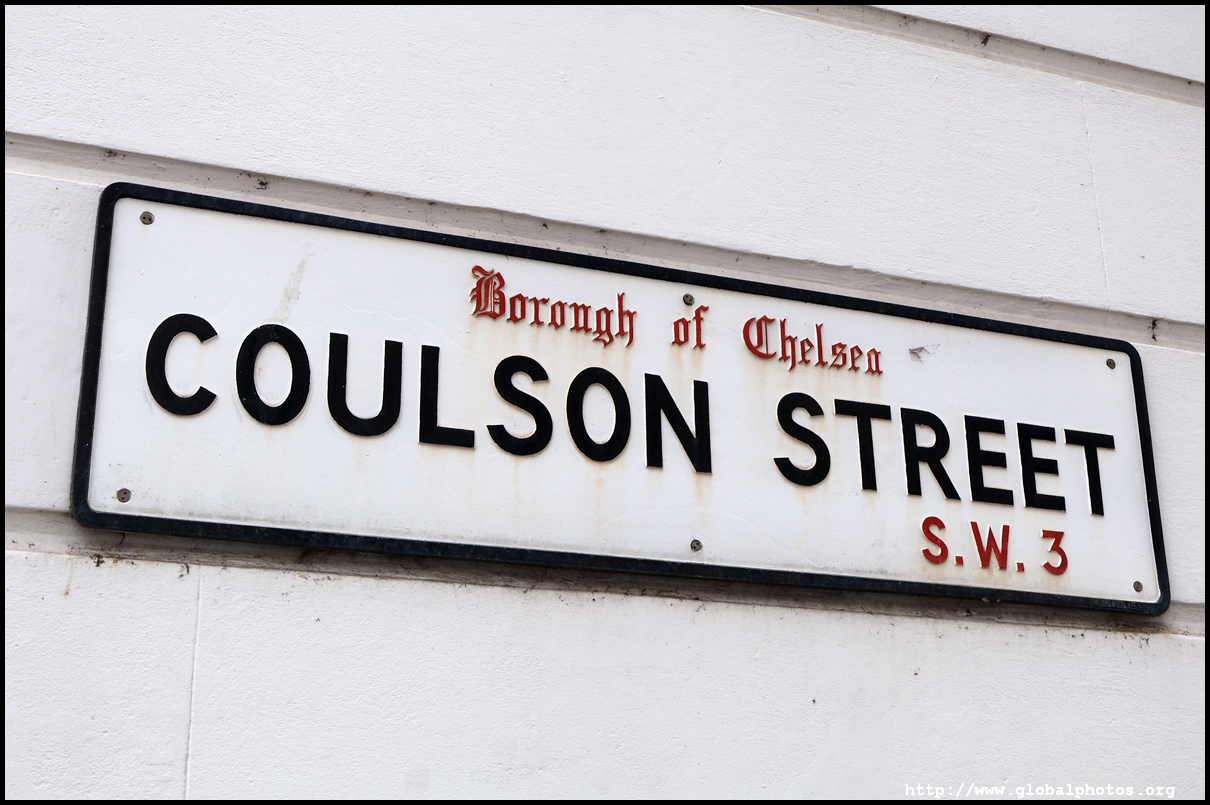 Borough of Chelsea
COULSON STREET
S.W. 3
http://www.globalphotos.org